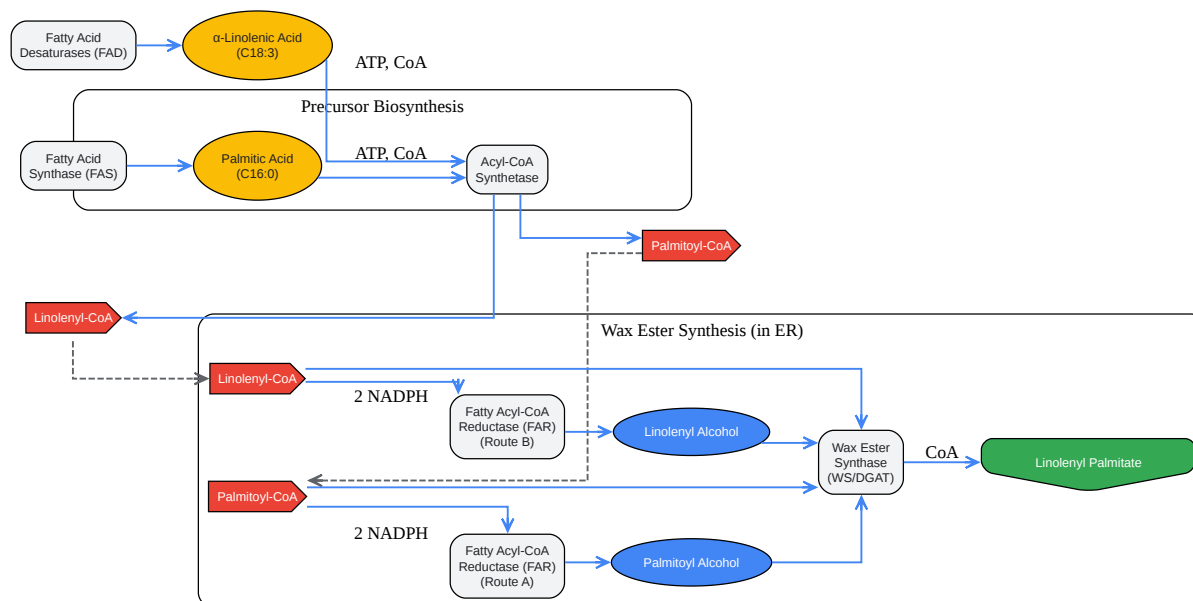 Fatty Acid
Desaturases (FAD)
α-Linolenic Acid
(C18:3)
ATP, CoA
Precursor Biosynthesis
Fatty Acid
Synthase (FAS)
Palmitic Acid
(C16:0)
ATP, CoA
Acyl-CoA
Synthetase
Palmitoyl-CoA
Linolenyl-CoA
Wax Ester Synthesis (in ER)
Linolenyl-CoA
2 NADPH
Fatty Acyl-CoA
Reductase (FAR)
(Route B)
Linolenyl Alcohol
Wax Ester
Synthase
(WS/DGAT)
CoA
Linolenyl Palmitate
Palmitoyl-CoA
2 NADPH
Fatty Acyl-CoA
Reductase (FAR)
(Route A)
Palmitoyl Alcohol